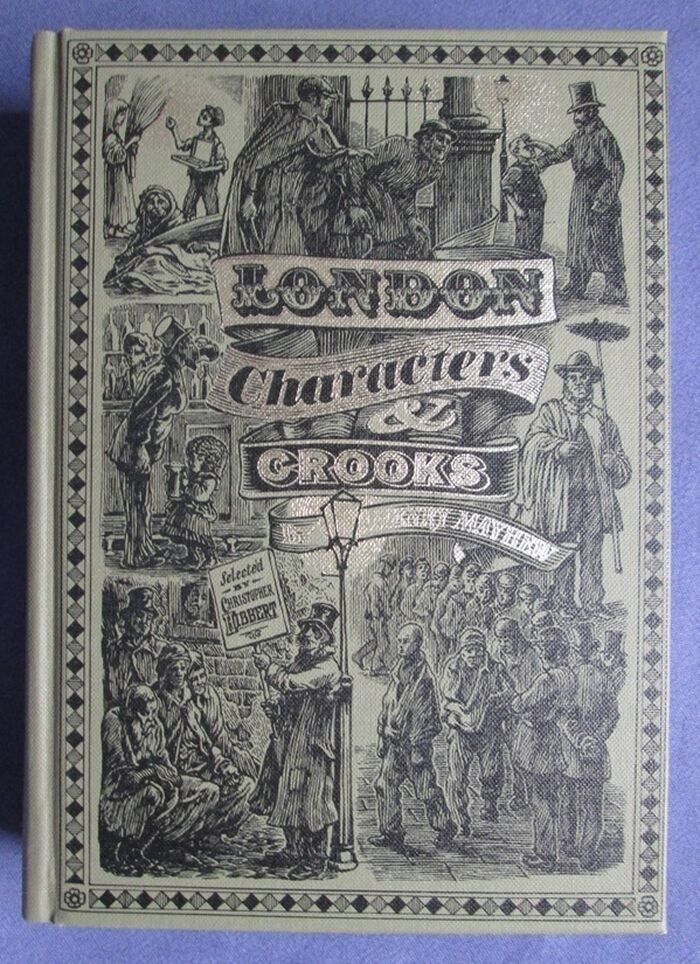 LONDON
Characters
&
CROOKS
BY HENRY MAYHEW
Selected
BY
CHRISTOPHER
HIBBERT